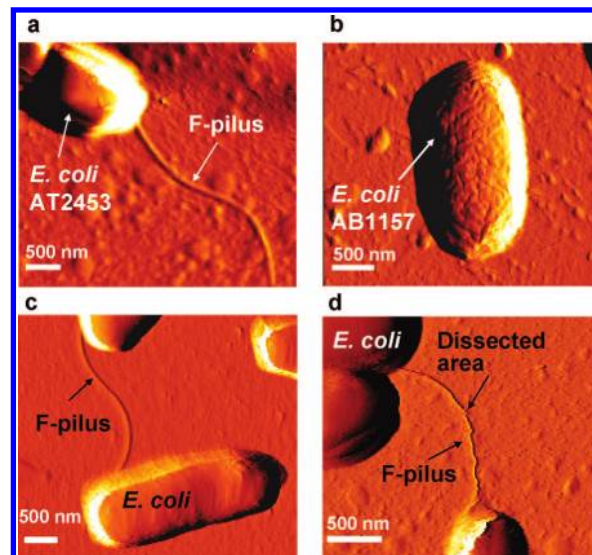 a
F-pilus
E. coli
AT2453
500 nm
b
E. coli
AB1157
500 nm
c
F-pilus
E. coli
500 nm
d
E. coli
Dissected
area
F-pilus
500 nm